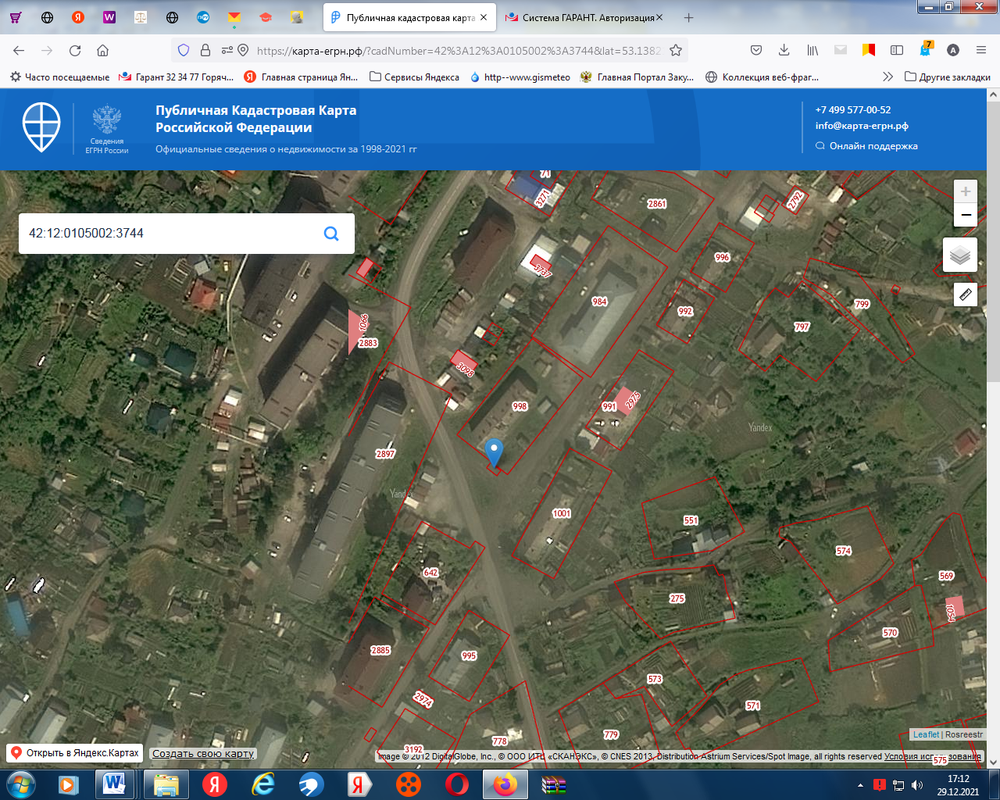 Публичная кадастровая карта
Система ГАРАНТ. Авторизация
https://карта-егрн.рф/?cadNumber=42%3A12%3A0105002%3A3744&lat=53.1382
7
A
Часто посещаемые
Гарант 32 34 77 Горяч...
Главная страница Ян...
Сервисы Яндекса
http--www.gismeteo
Главная Портал Заку...
Коллекция веб-фраг...
Другие закладки
Сведения
ЕГРН России
Публичная Кадастровая Карта
Российской Федерации
Официальные сведения о недвижимости за 1998-2021 гг
+7 499 577-00-52
info@карта-егрн.рф
Онлайн поддержка
42:12:0105002:3744
71
3271
2861
2792
996
3737
984
992
799
797
1066
2883
3098
998
991
2975
Yandex
2897
Yandex
1001
551
574
642
569
275
1054
570
2885
995
573
2974
571
779
778
3192
575
Leaflet | Rosreestr
Открыть в Яндекс.Картах
Создать свою карту
Image © 2012 DigitalGlobe, Inc., © ООО ИТЦ «СКАНЭКС», © CNES 2013, Distribution Astrium Services/Spot Image, all rights reserved Условия использования
17:12
29.12.2021